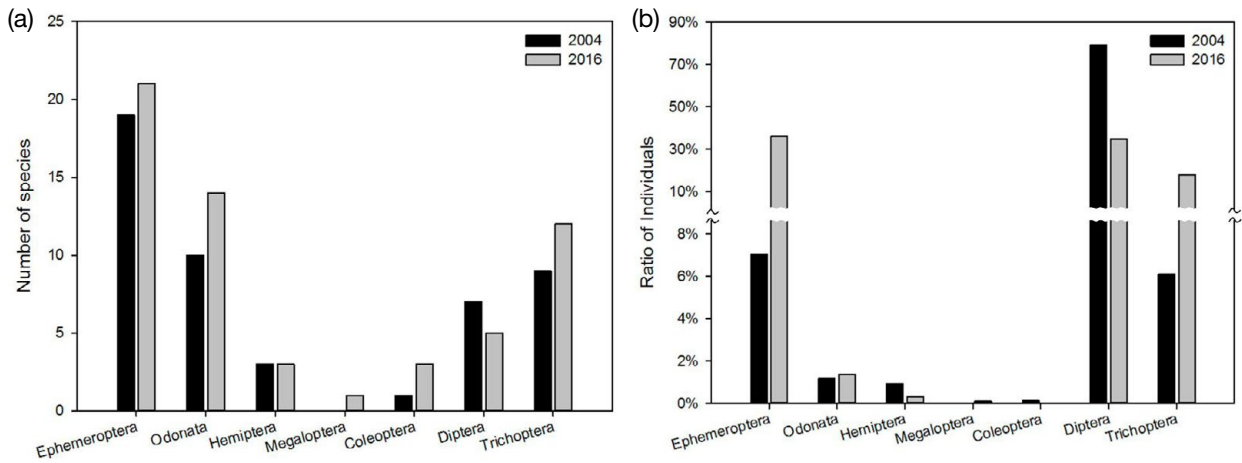 (a)
25
20
15
10
5
0
Number of species
2004
2016
Ephemeroptera
Odonata
Hemiptera
Megaloptera
Coleoptera
Diptera
Trichoptera
(b)
90%
70%
50%
30%
10%
8%
6%
4%
2%
0%
Ratio of Individuals
2004
2016
Ephemeroptera
Odonata
Hemiptera
Megaloptera
Coleoptera
Diptera
Trichoptera